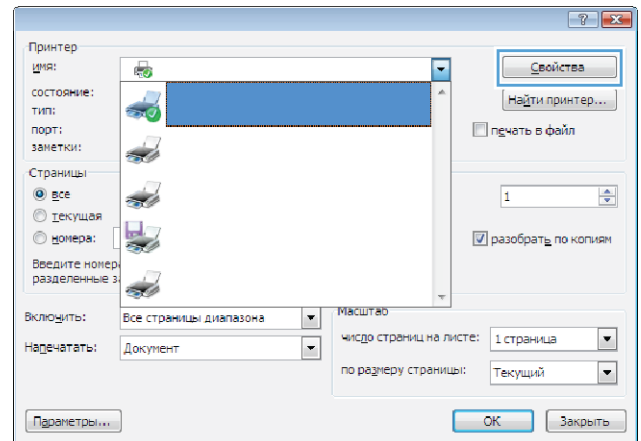 Принтер
имя:
Свойства
состояние:
Найти принтер...
тип:
порт:
печать в файл
заметки:
Страницы
все
1
текущая
номера:
разобрать по копиям
Введите номер
разделенные з
Включить: Все страницы диапазона
Масштаб
число страниц на листе: 1 страница
Напечатать: Документ
по размеру страницы: Текущий
Параметры...
ОК
Закрыть